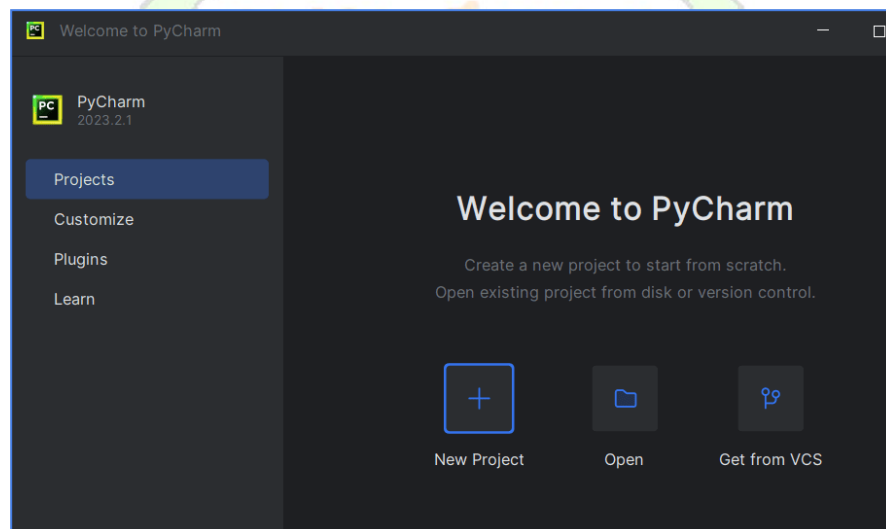 Welcome to PyCharm
PC
PyCharm
2023.2.1
Projects
Customize
Plugins
Learn
Welcome to PyCharm
Create a new project to start from scratch.
Open existing project from disk or version control.
New Project
Open
Get from VCS